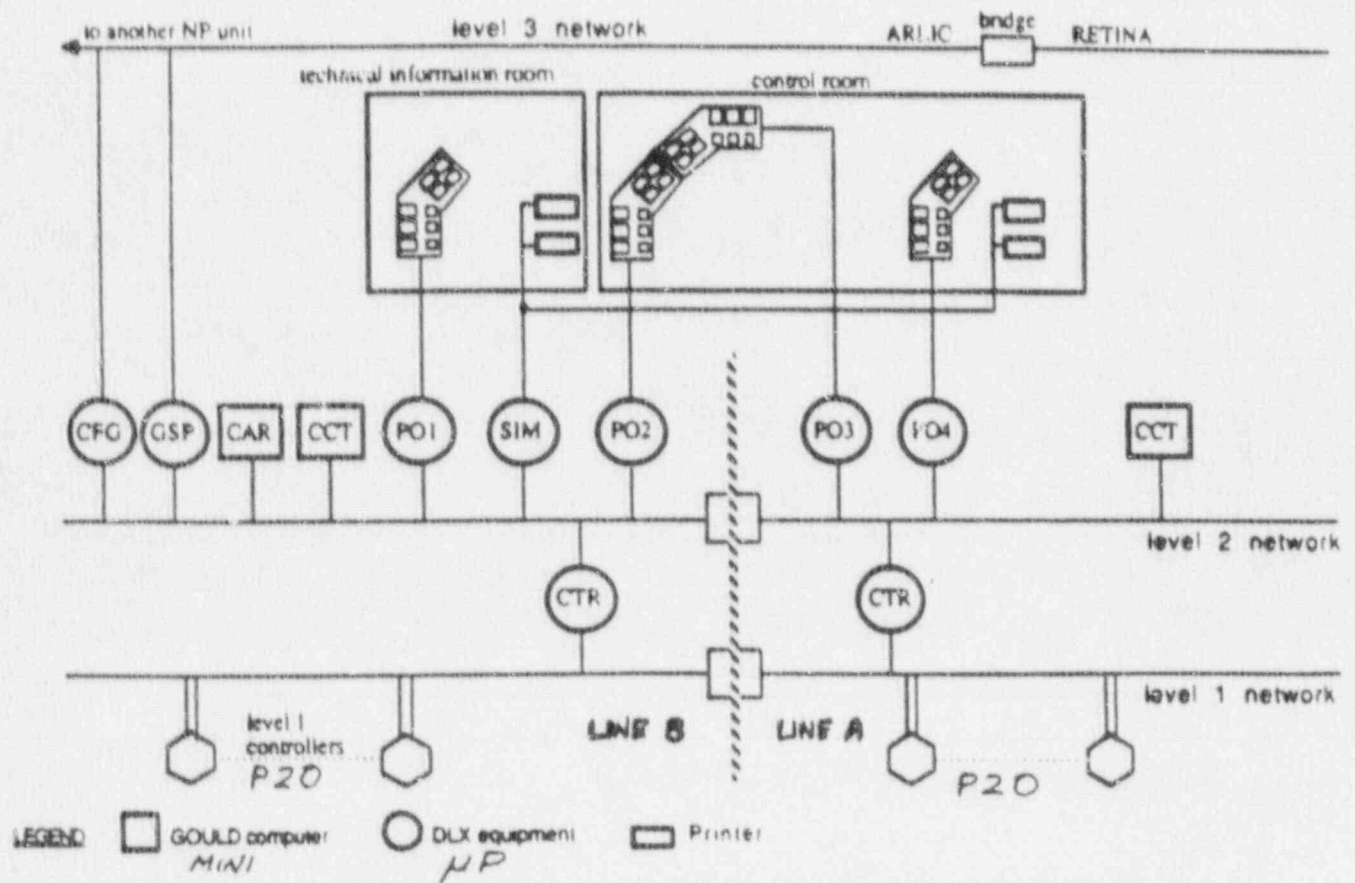 to another NP unit
level 3 network
ARLIC
bridge
RETINA
technical information room
control room
CFG
GSP
CAR
CCT
PO1
SIM
PO2
PO3
PO4
CCT
level 2 network
CTR
CTR
level 1 network
level 1
controllers
P20
LINE B
LINE A
P20
LEGEND
GOULD computer
DLX equipment
Printer
MINI
μP